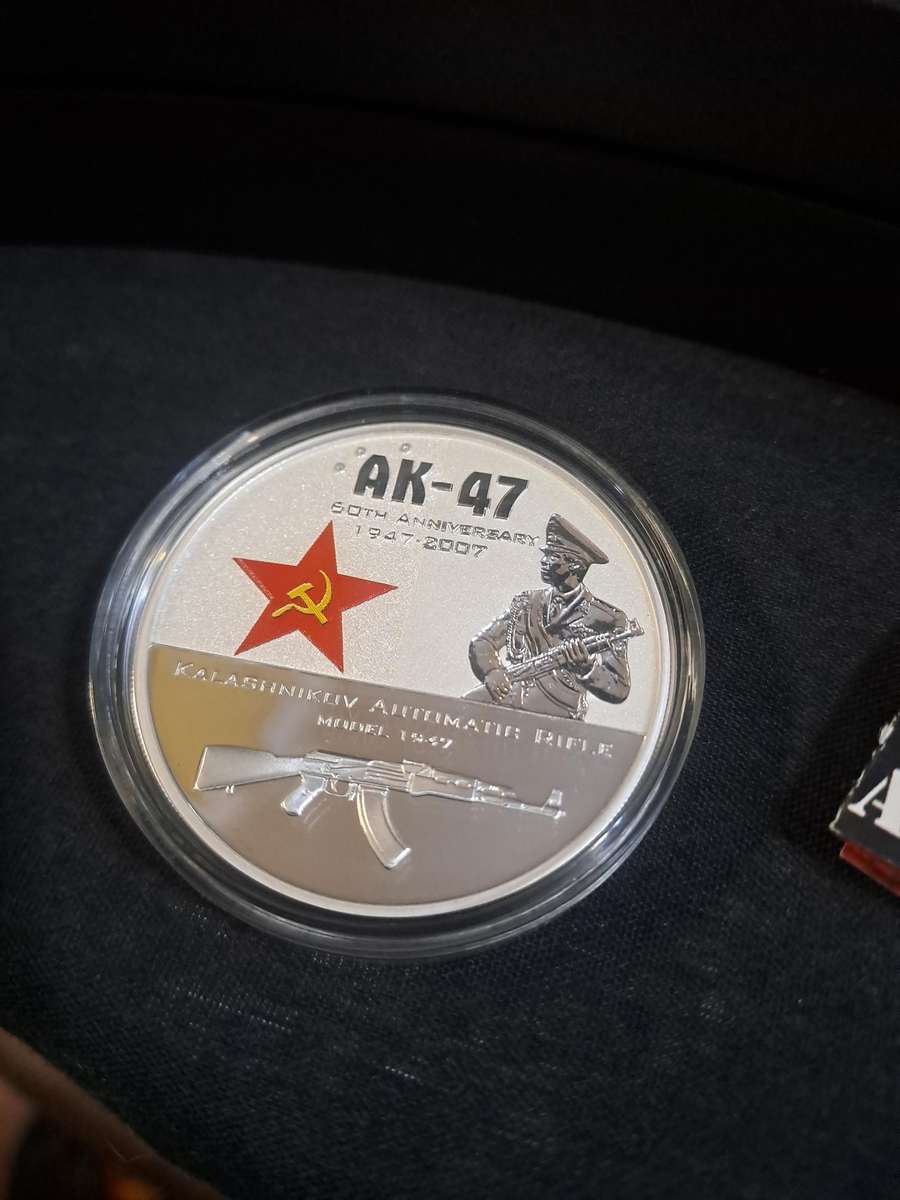 AK-47
60TH ANNIVERSARY
1947-2007
KALASHNIKOV AUTOMATIC RIFLE
MODEL 1947
A